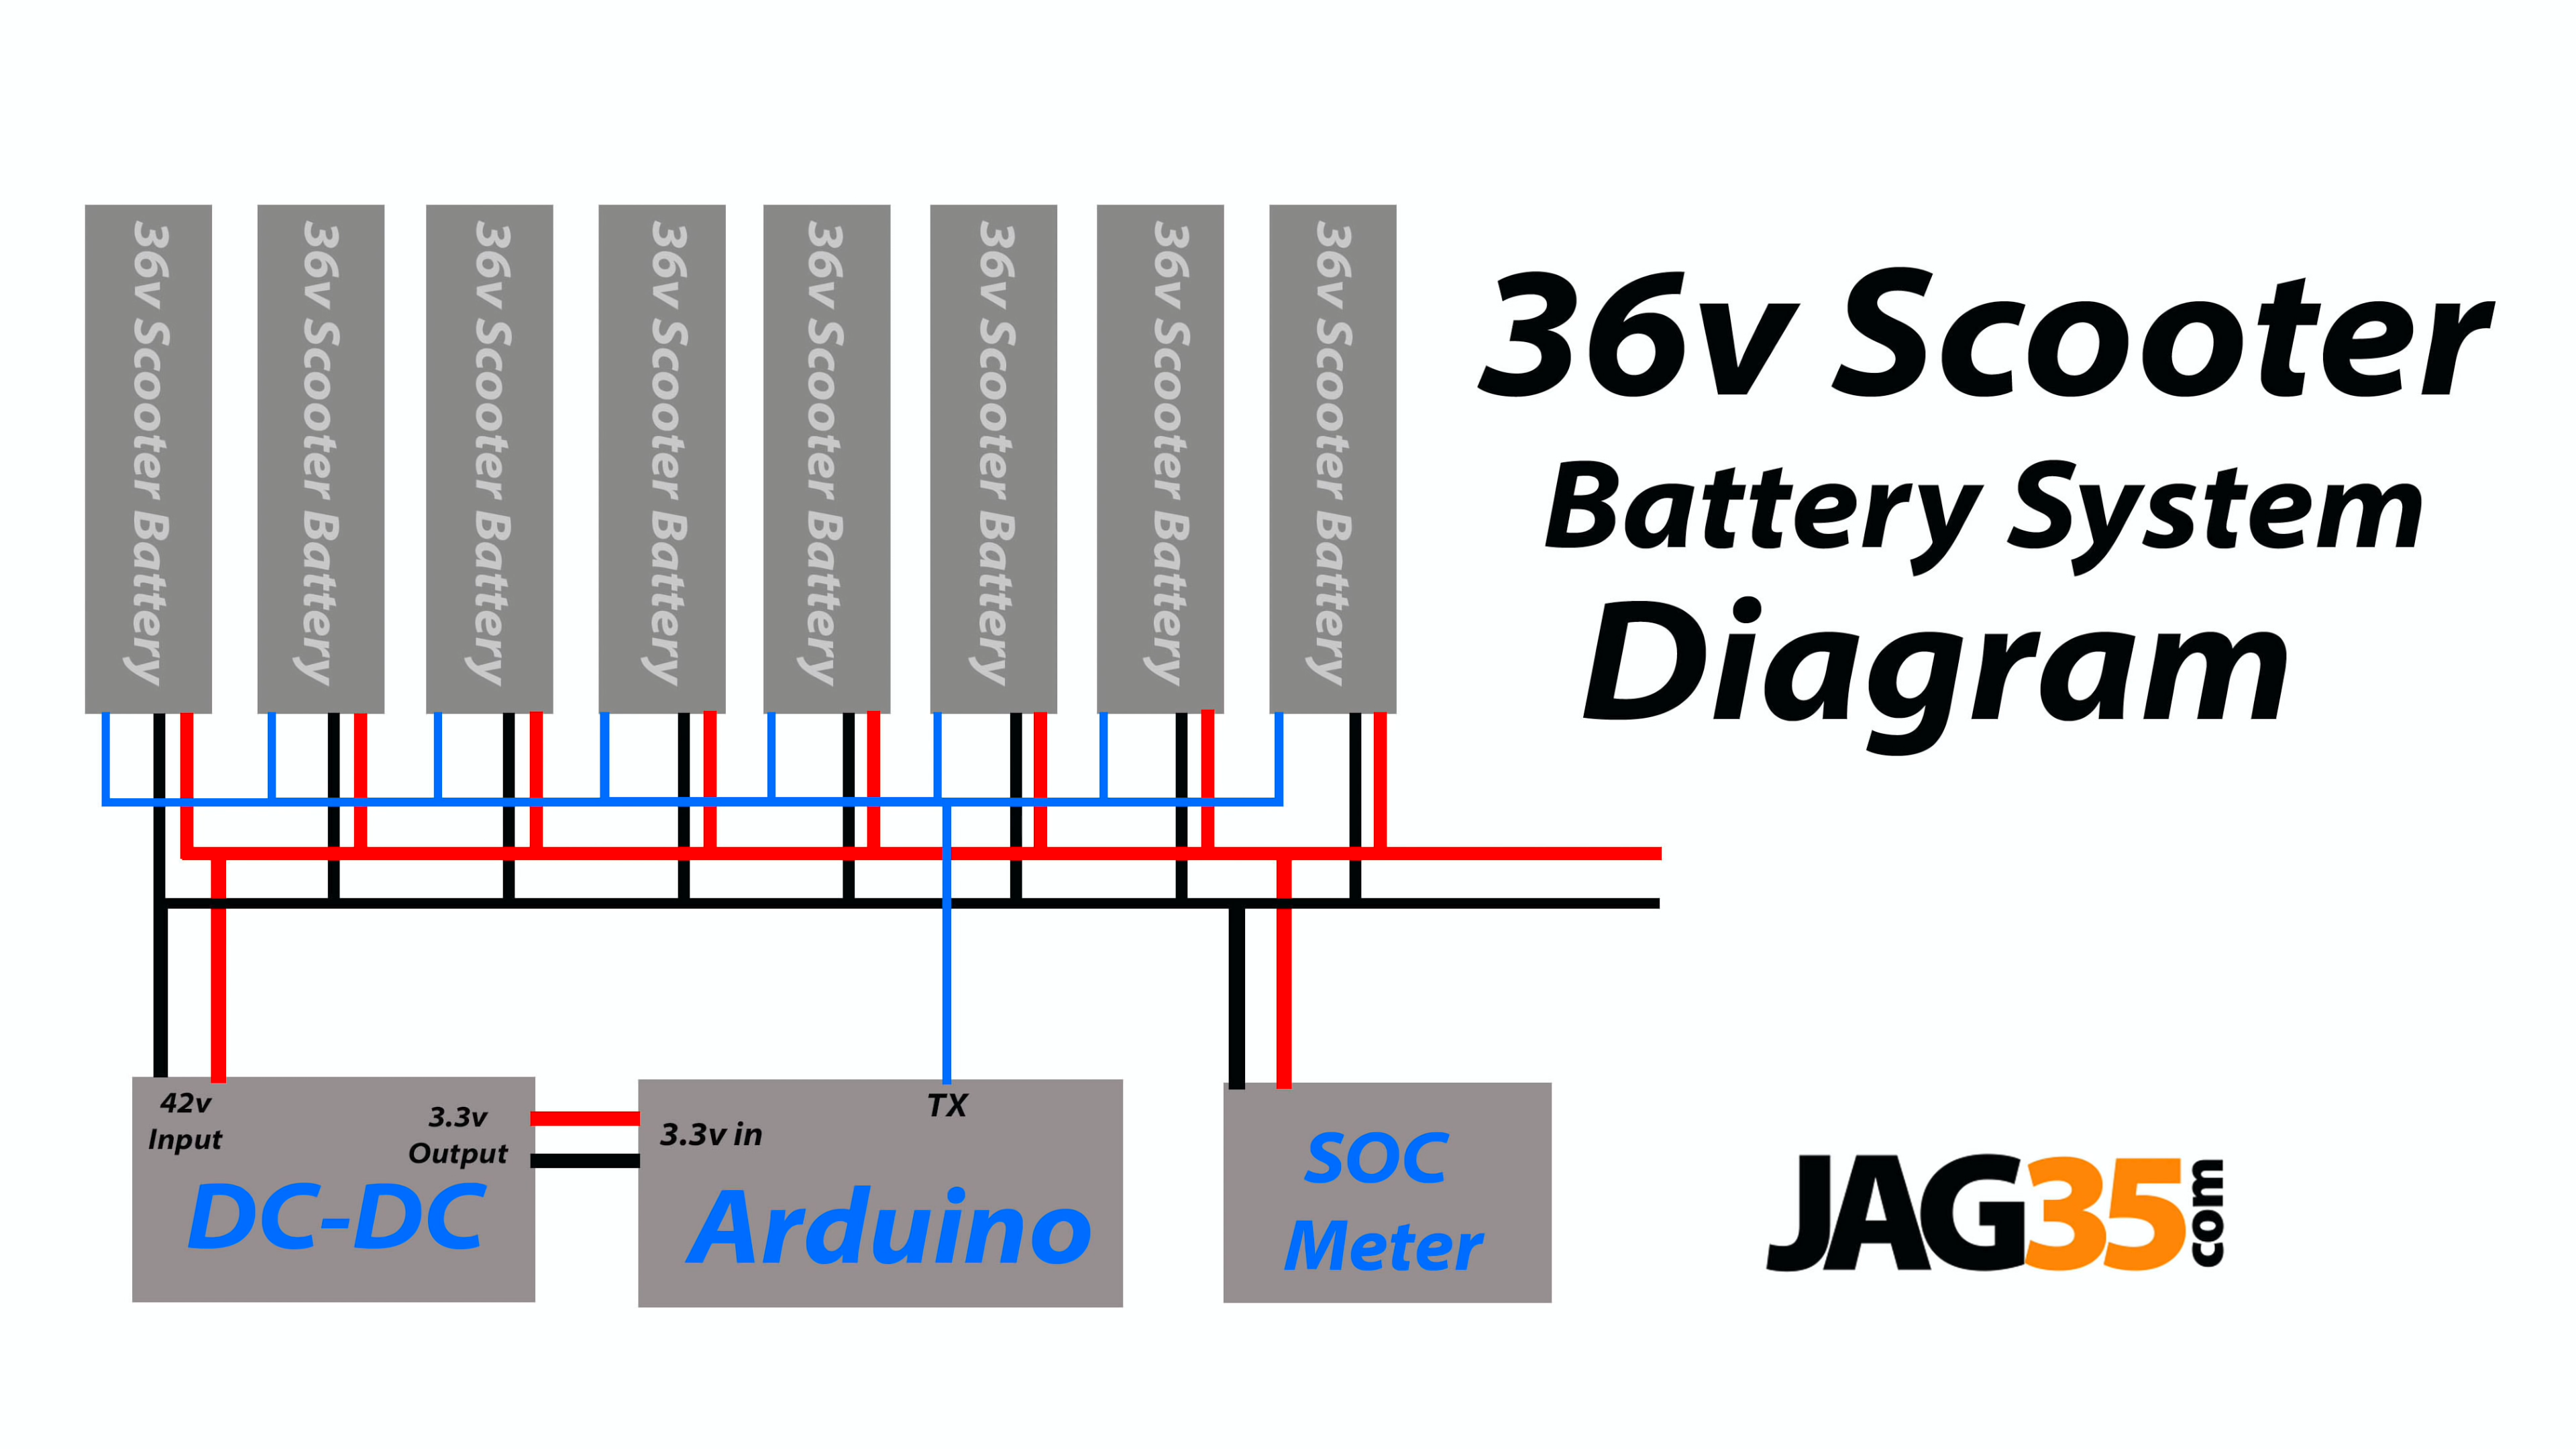 36v Scooter Battery
36v Scooter Battery
36v Scooter Battery
36v Scooter Battery
36v Scooter Battery
36v Scooter Battery
36v Scooter Battery
36v Scooter Battery
36v Scooter
Battery System
Diagram
42v
Input
3.3v
Output
DC-DC
3.3v in
TX
Arduino
SOC
Meter
JAG35com